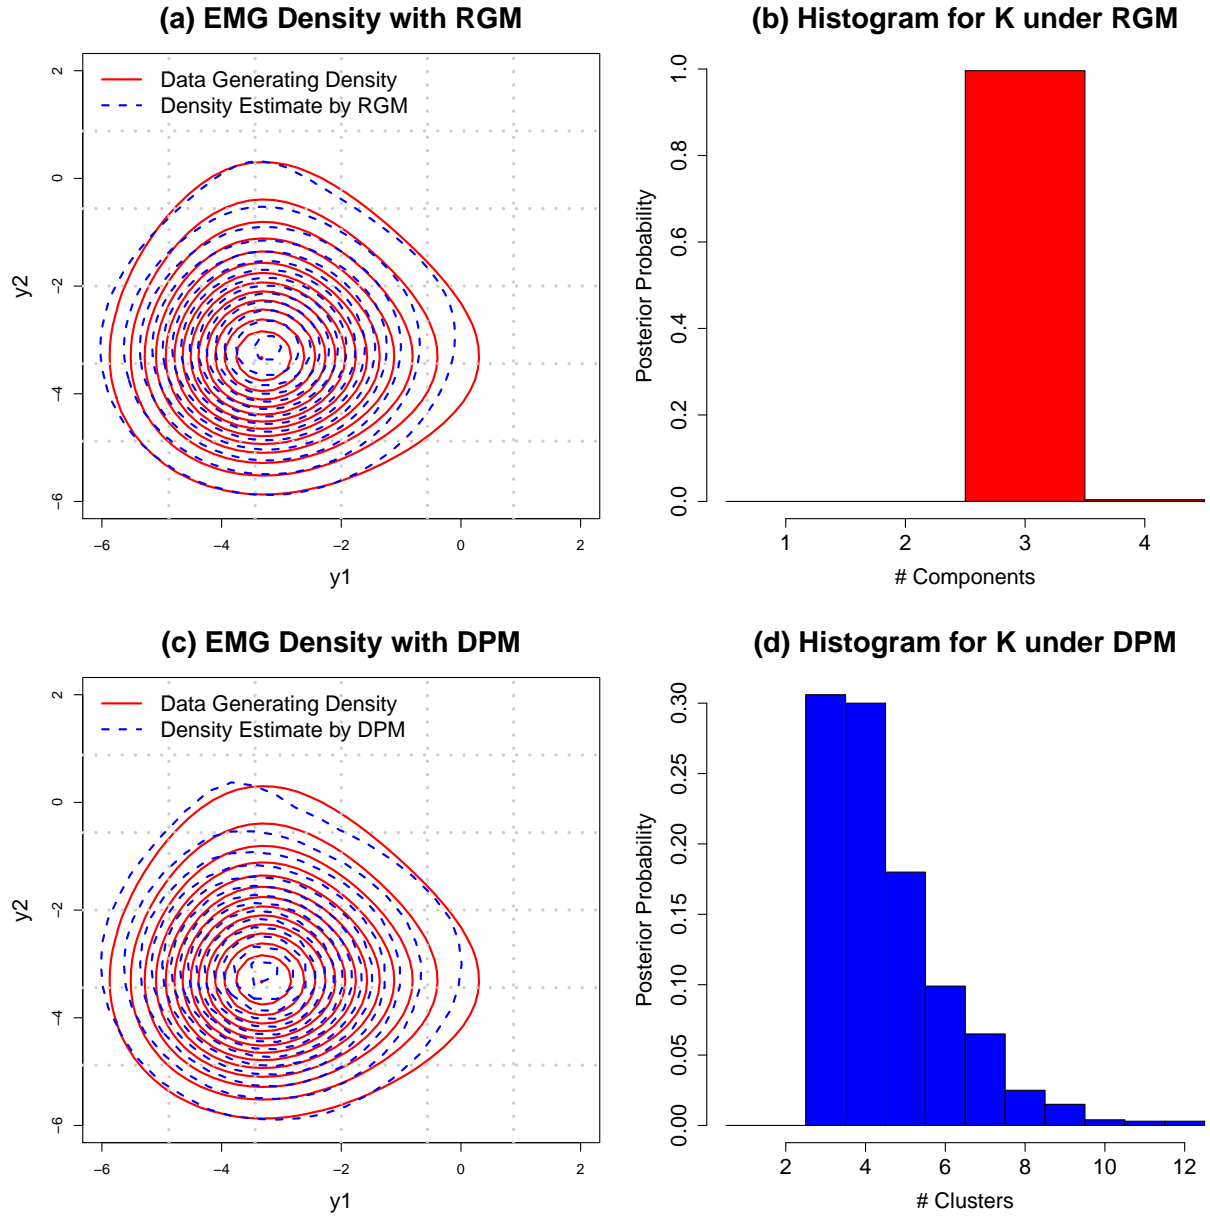 (a) EMG Density with RGM
Data Generating Density
Density Estimate by RGM
2
0
−2
−4
−6
y2
−6 −4 −2 0 2
y1
(b) Histogram for K under RGM
1.0
0.8
0.6
0.4
0.2
0.0
Posterior Probability
1 2 3 4
# Components
(c) EMG Density with DPM
Data Generating Density
Density Estimate by DPM
2
0
−2
−4
−6
y2
−6 −4 −2 0 2
y1
(d) Histogram for K under DPM
0.30
0.25
0.20
0.15
0.10
0.05
0.00
Posterior Probability
2 4 6 8 10 12
# Clusters